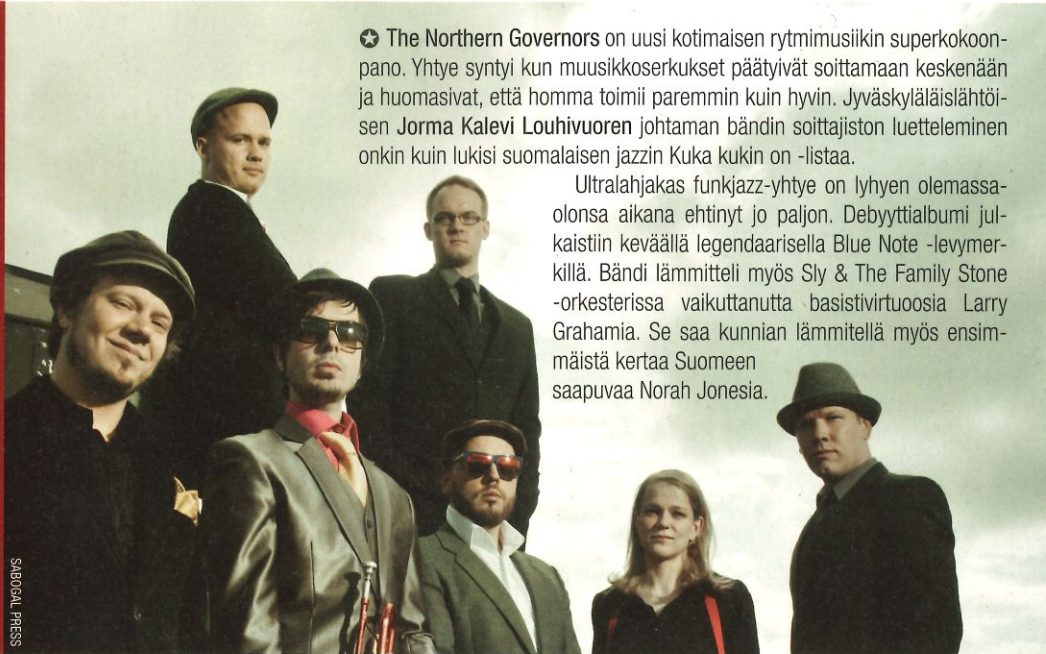 ✪ The Northern Governors on uusi kotimaisen rytmimusiikin superkokoon-
pano. Yhtye syntyi kun muusikkoserkukset päätyivät soittamaan keskenään
ja huomasivat, että homma toimii paremmin kuin hyvin. Jyväskyläläislähtöi-
sen Jorma Kalevi Louhivuoren johtaman bändin soittajiston luetteleminen
onkin kuin lukisi suomalaisen jazzin Kuka kukin on -listaa.
Ultralahjakas funkjazz-yhtye on lyhyen olemassa-
olonsa aikana ehtinyt jo paljon. Debyyttialbumi jul-
kaistiin keväällä legendaarisella Blue Note -levymer-
killä. Bändi lämmitteli myös Sly & The Family Stone
-orkesterissa vaikuttanutta basistivirtuoosia Larry
Grahamia. Se saa kunnian lämmitellä myös ensim-
mäistä kertaa Suomeen
saapuvaa Norah Jonesia.
SABOGAL PRESS